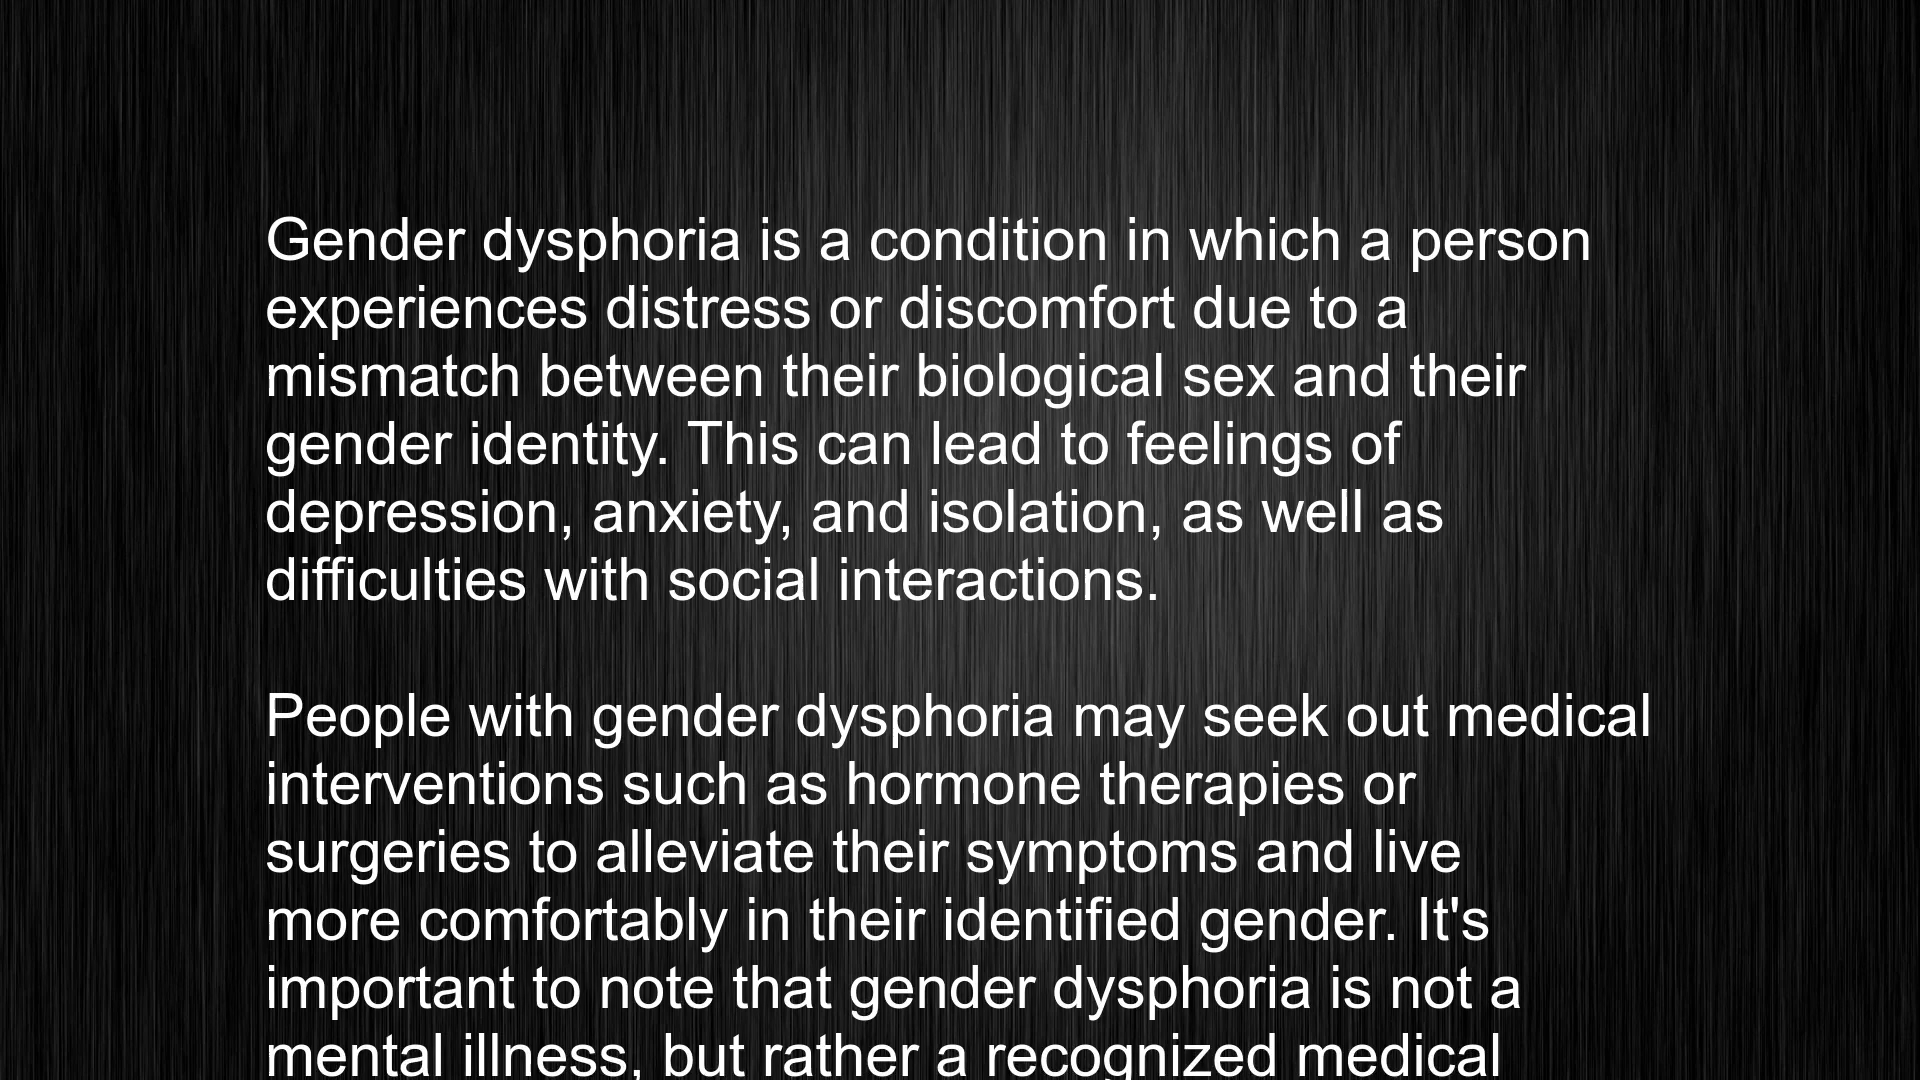 Gender dysphoria is a condition in which a person
experiences distress or discomfort due to a
mismatch between their biological sex and their
gender identity. This can lead to feelings of
depression, anxiety, and isolation, as well as
difficulties with social interactions.
People with gender dysphoria may seek out medical
interventions such as hormone therapies or
surgeries to alleviate their symptoms and live
more comfortably in their identified gender. It's
important to note that gender dysphoria is not a
mental illness, but rather a recognized medical